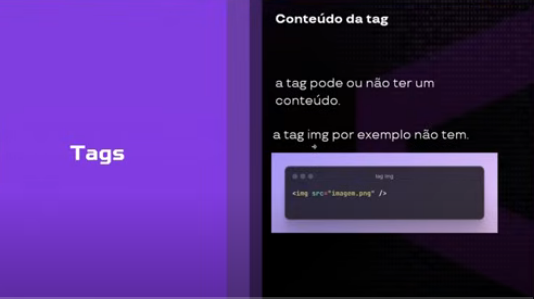 Conteúdo da tag
a tag pode ou não ter um
conteúdo.
a tag img por exemplo não tem.
Tags
tag img
<img src="imagem.png" />